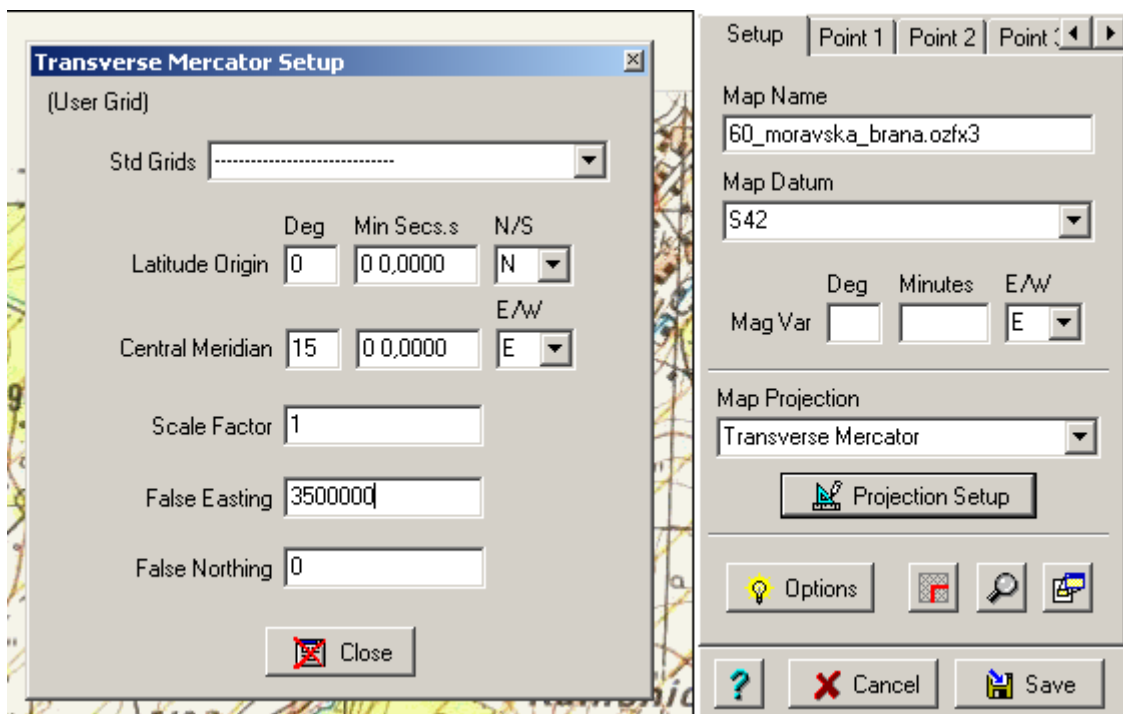 Transverse Mercator Setup
(User Grid)
Std Grids ------------------------------
Deg Min Secs.s N/S
Latitude Origin 0 0 0,0000 N
E/W
Central Meridian 15 0 0,0000 E
Scale Factor 1
False Easting 3500000
False Northing 0
Close
Setup Point 1 Point 2 Point
Map Name
60_moravska_brana.ozfx3
Map Datum
S42
Deg Minutes E/W
Mag Var E
Map Projection
Transverse Mercator
Projection Setup
Options
? Cancel Save